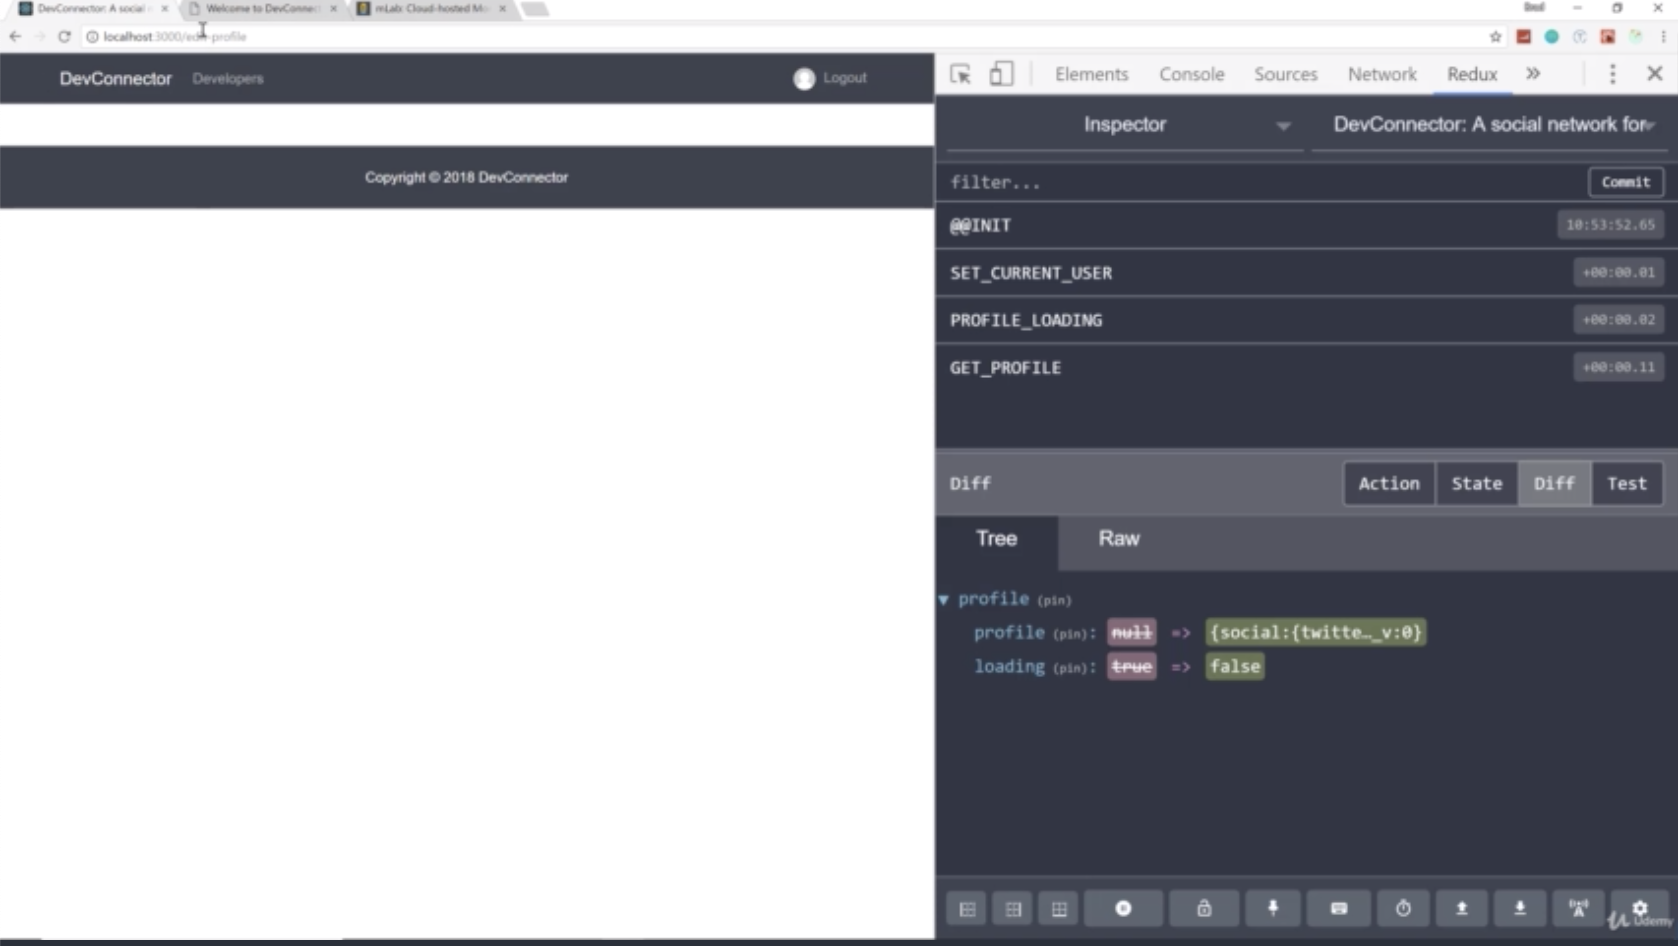 DevConnector: A social
Welcome to DevConnect
mLab: Cloud-hosted Mo
localhost:3000/edit-profile
DevConnector
Developers
Logout
Copyright © 2018 DevConnector
Elements
Console
Sources
Network
Redux
Inspector
DevConnector: A social network for
filter...
Commit
@@INIT
10:53:52.65
SET_CURRENT_USER
+00:00.01
PROFILE_LOADING
+00:00.02
GET_PROFILE
+00:00.11
Diff
Action
State
Diff
Test
Tree
Raw
profile (pin)
profile (pin): null => {social:{twitte…_v:0}
loading (pin): true => false
Udemy